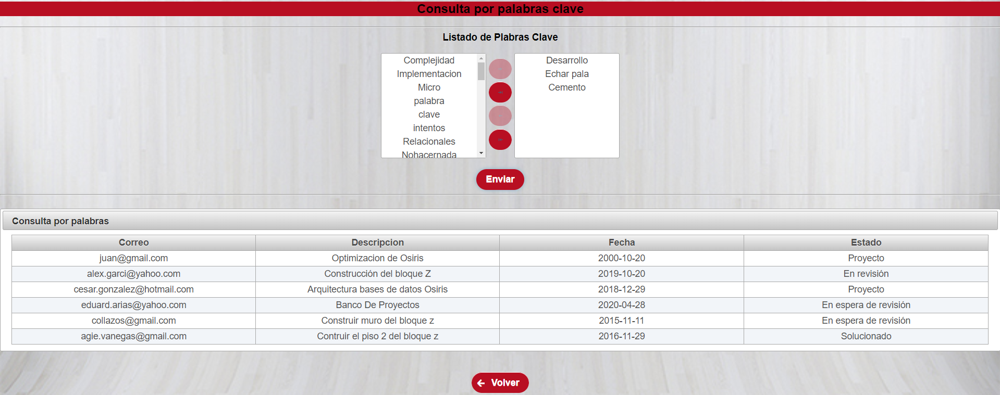 Consulta por palabras clave
Listado de Plabras Clave
Complejidad
Implementacion
Micro
palabra
clave
intentos
Relacionales
Nohacernada
Desarrollo
Echar pala
Cemento
Enviar
Consulta por palabras
Correo Descripcion Fecha Estado
juan@gmail.com Optimizacion de Osiris 2000-10-20 Proyecto
alex.garci@yahoo.com Construcción del bloque Z 2019-10-20 En revisión
cesar.gonzalez@hotmail.com Arquitectura bases de datos Osiris 2018-12-29 Proyecto
eduard.arias@yahoo.com Banco De Proyectos 2020-04-28 En espera de revisión
collazos@gmail.com Construir muro del bloque z 2015-11-11 En espera de revisión
agie.vanegas@gmail.com Contruir el piso 2 del bloque z 2016-11-29 Solucionado
Volver